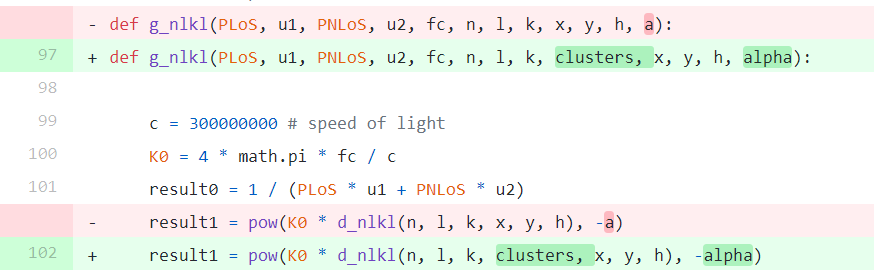 - def g_nlkl(PLoS, u1, PNLoS, u2, fc, n, l, k, x, y, h, a):
97 + def g_nlkl(PLoS, u1, PNLoS, u2, fc, n, l, k, clusters, x, y, h, alpha):
98
99 c = 300000000 # speed of light
100 K0 = 4 * math.pi * fc / c
101 result0 = 1 / (PLoS * u1 + PNLoS * u2)
- result1 = pow(K0 * d_nlkl(n, l, k, x, y, h), -a)
102 + result1 = pow(K0 * d_nlkl(n, l, k, clusters, x, y, h), -alpha)